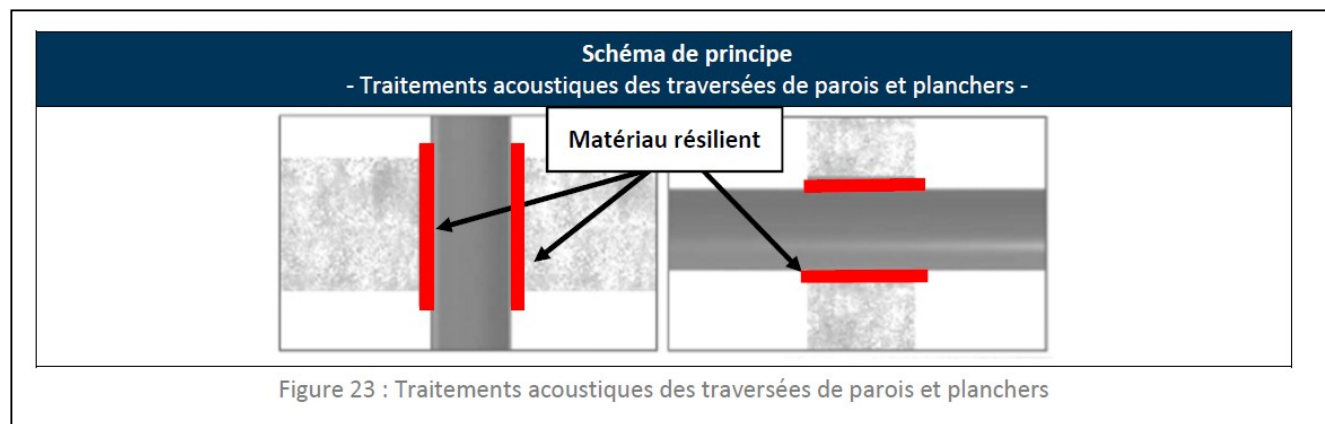 Schéma de principe
- Traitements acoustiques des traversées de parois et planchers -
Matériau résilient
Figure 23 : Traitements acoustiques des traversées de parois et planchers